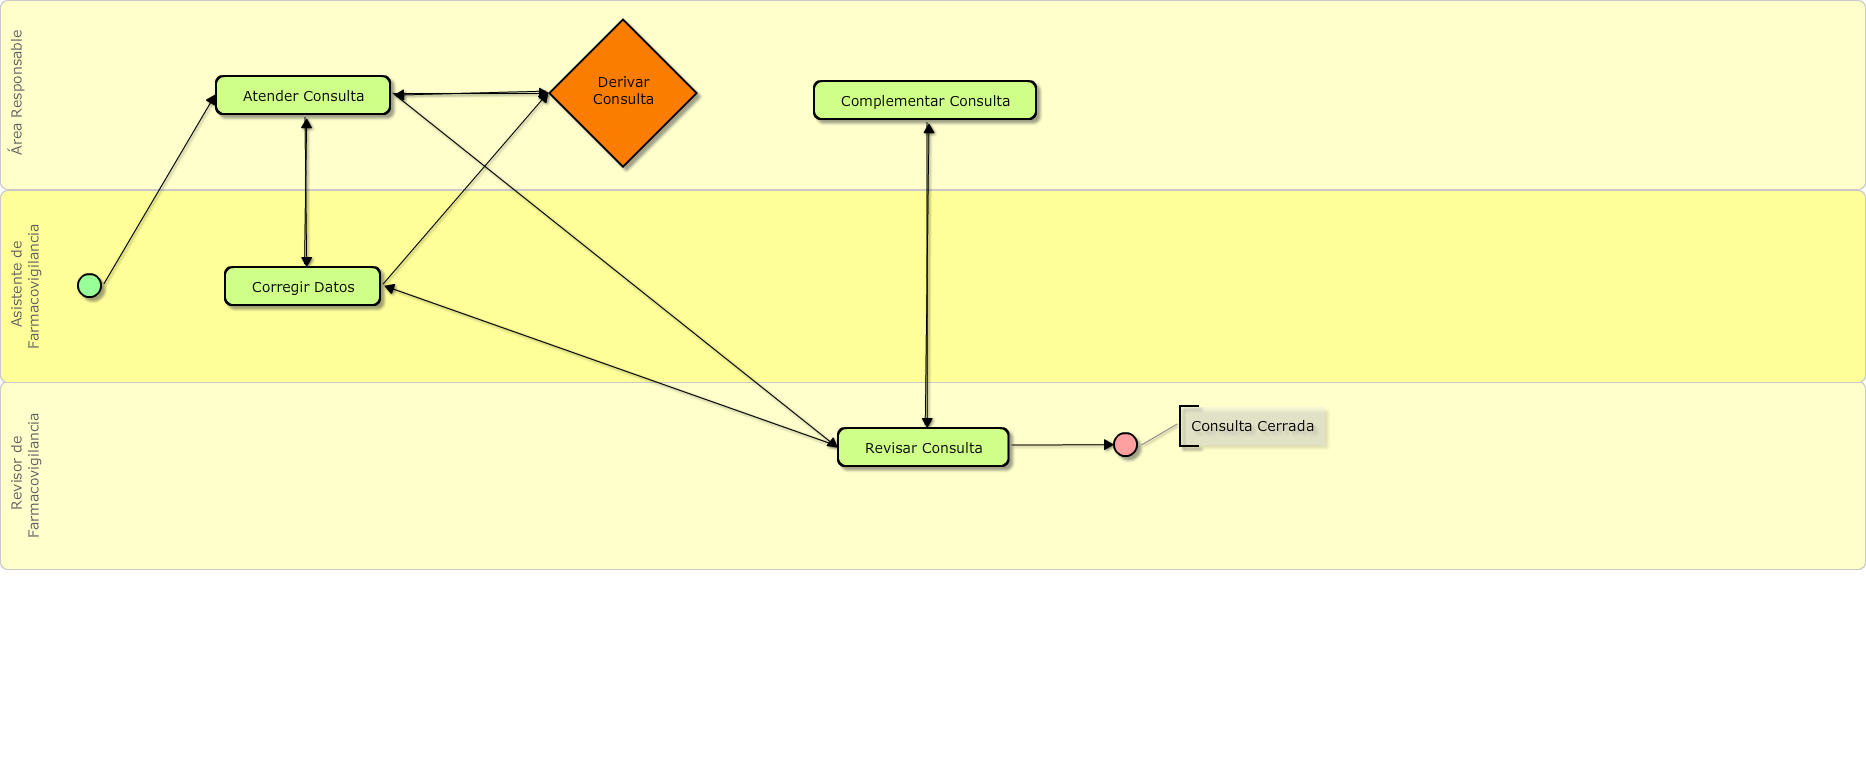 Área Responsable
Atender Consulta
Derivar
Consulta
Complementar Consulta
Asistente de
Farmacovigilancia
Corregir Datos
Revisor de
Farmacovigilancia
Revisar Consulta
Consulta Cerrada